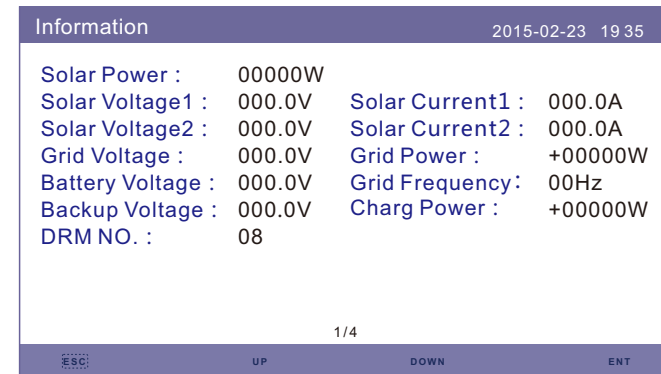 Information 2015-02-23 19 35
Solar Power : 00000W
Solar Voltage1 : 000.0V Solar Current1 : 000.0A
Solar Voltage2 : 000.0V Solar Current2 : 000.0A
Grid Voltage : 000.0V Grid Power : +00000W
Battery Voltage : 000.0V Grid Frequency: 00Hz
Backup Voltage : 000.0V Charg Power : +00000W
DRM NO. : 08
1/4
ESC UP DOWN ENT